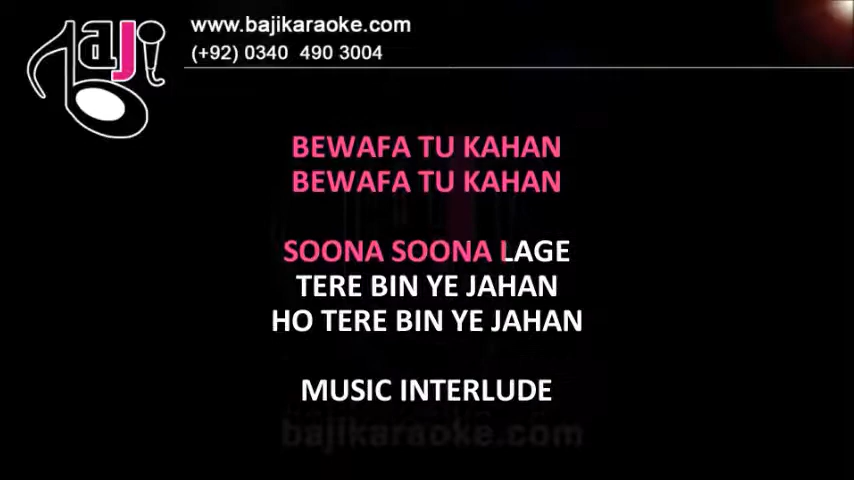 Baji
www.bajikaraoke.com
(+92) 0340 490 3004
BEWAFA TU KAHAN
BEWAFA TU KAHAN
SOONA SOONA LAGE
TERE BIN YE JAHAN
HO TERE BIN YE JAHAN
MUSIC INTERLUDE
bajikaraoke.com